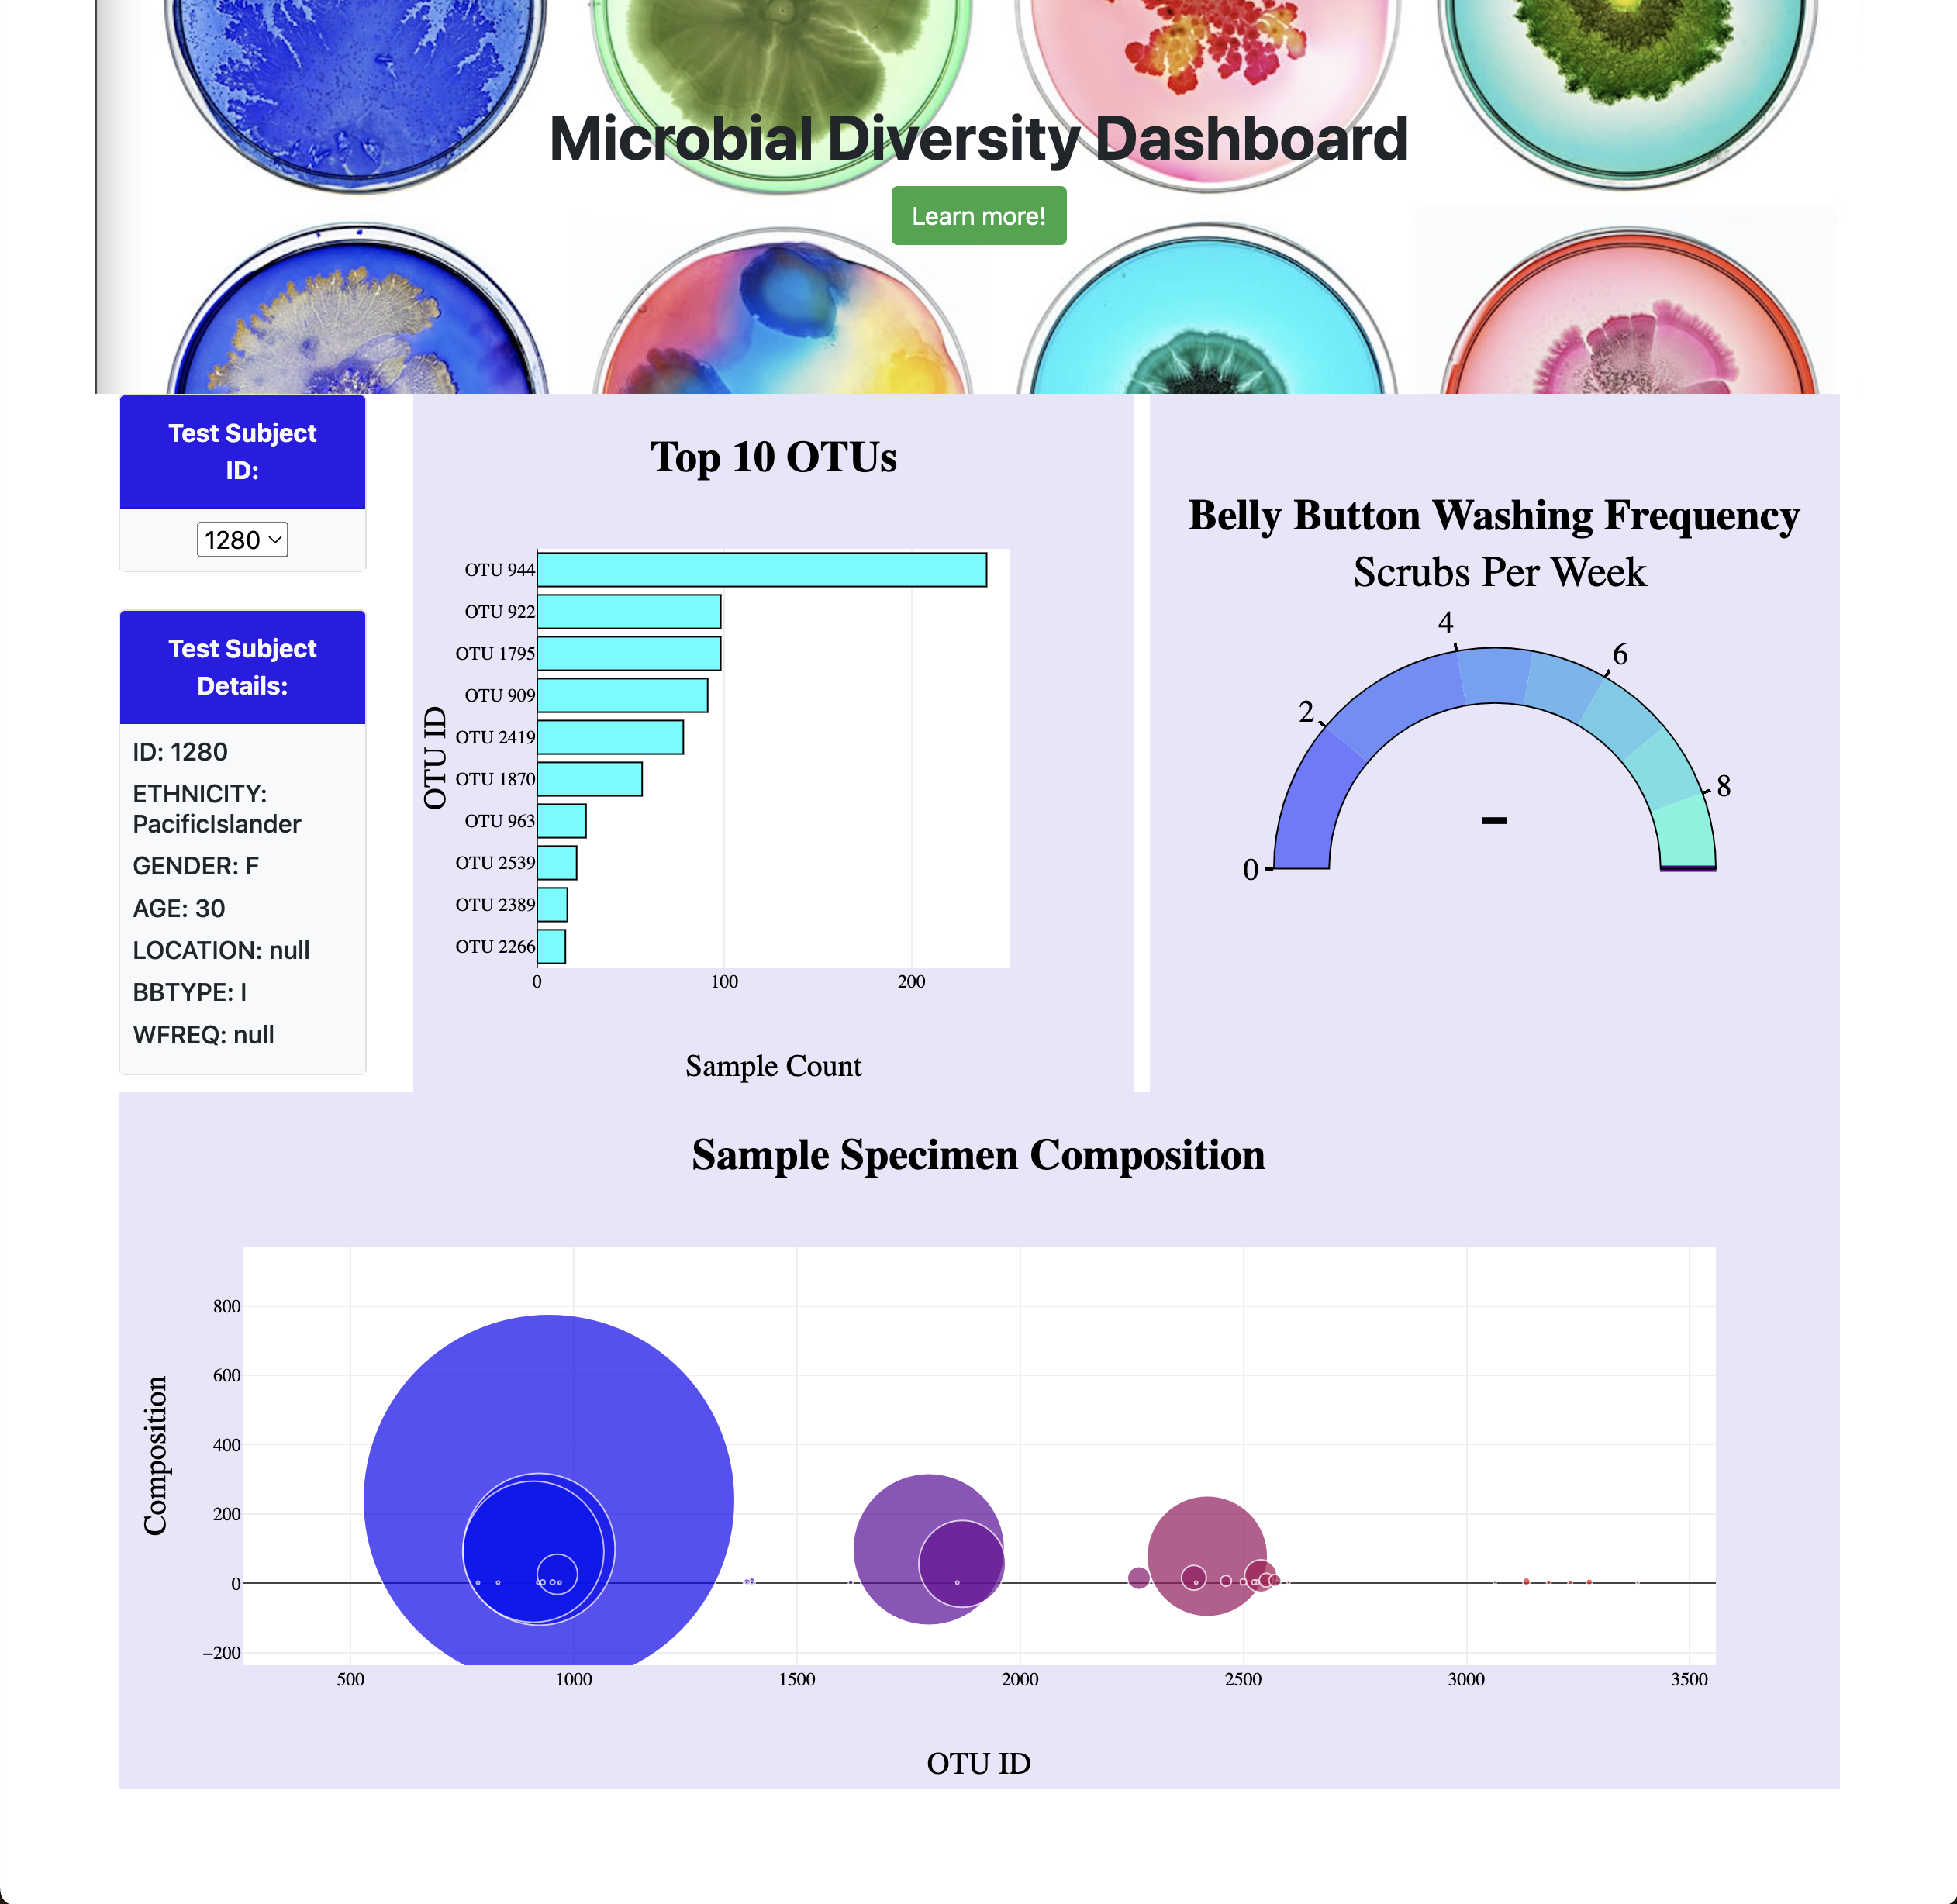 Microbial Diversity Dashboard
Learn more!
Test Subject
ID:
1280
Test Subject
Details:
ID: 1280
ETHNICITY:
PacificIslander
GENDER: F
AGE: 30
LOCATION: null
BBTYPE: I
WFREQ: null
Top 10 OTUs
OTU ID
OTU 944
OTU 922
OTU 1795
OTU 909
OTU 2419
OTU 1870
OTU 963
OTU 2539
OTU 2389
OTU 2266
0 100 200
Sample Count
Belly Button Washing Frequency
Scrubs Per Week
0
2
4
6
8
–
Sample Specimen Composition
Composition
800
600
400
200
0
−200
500 1000 1500 2000 2500 3000 3500
OTU ID